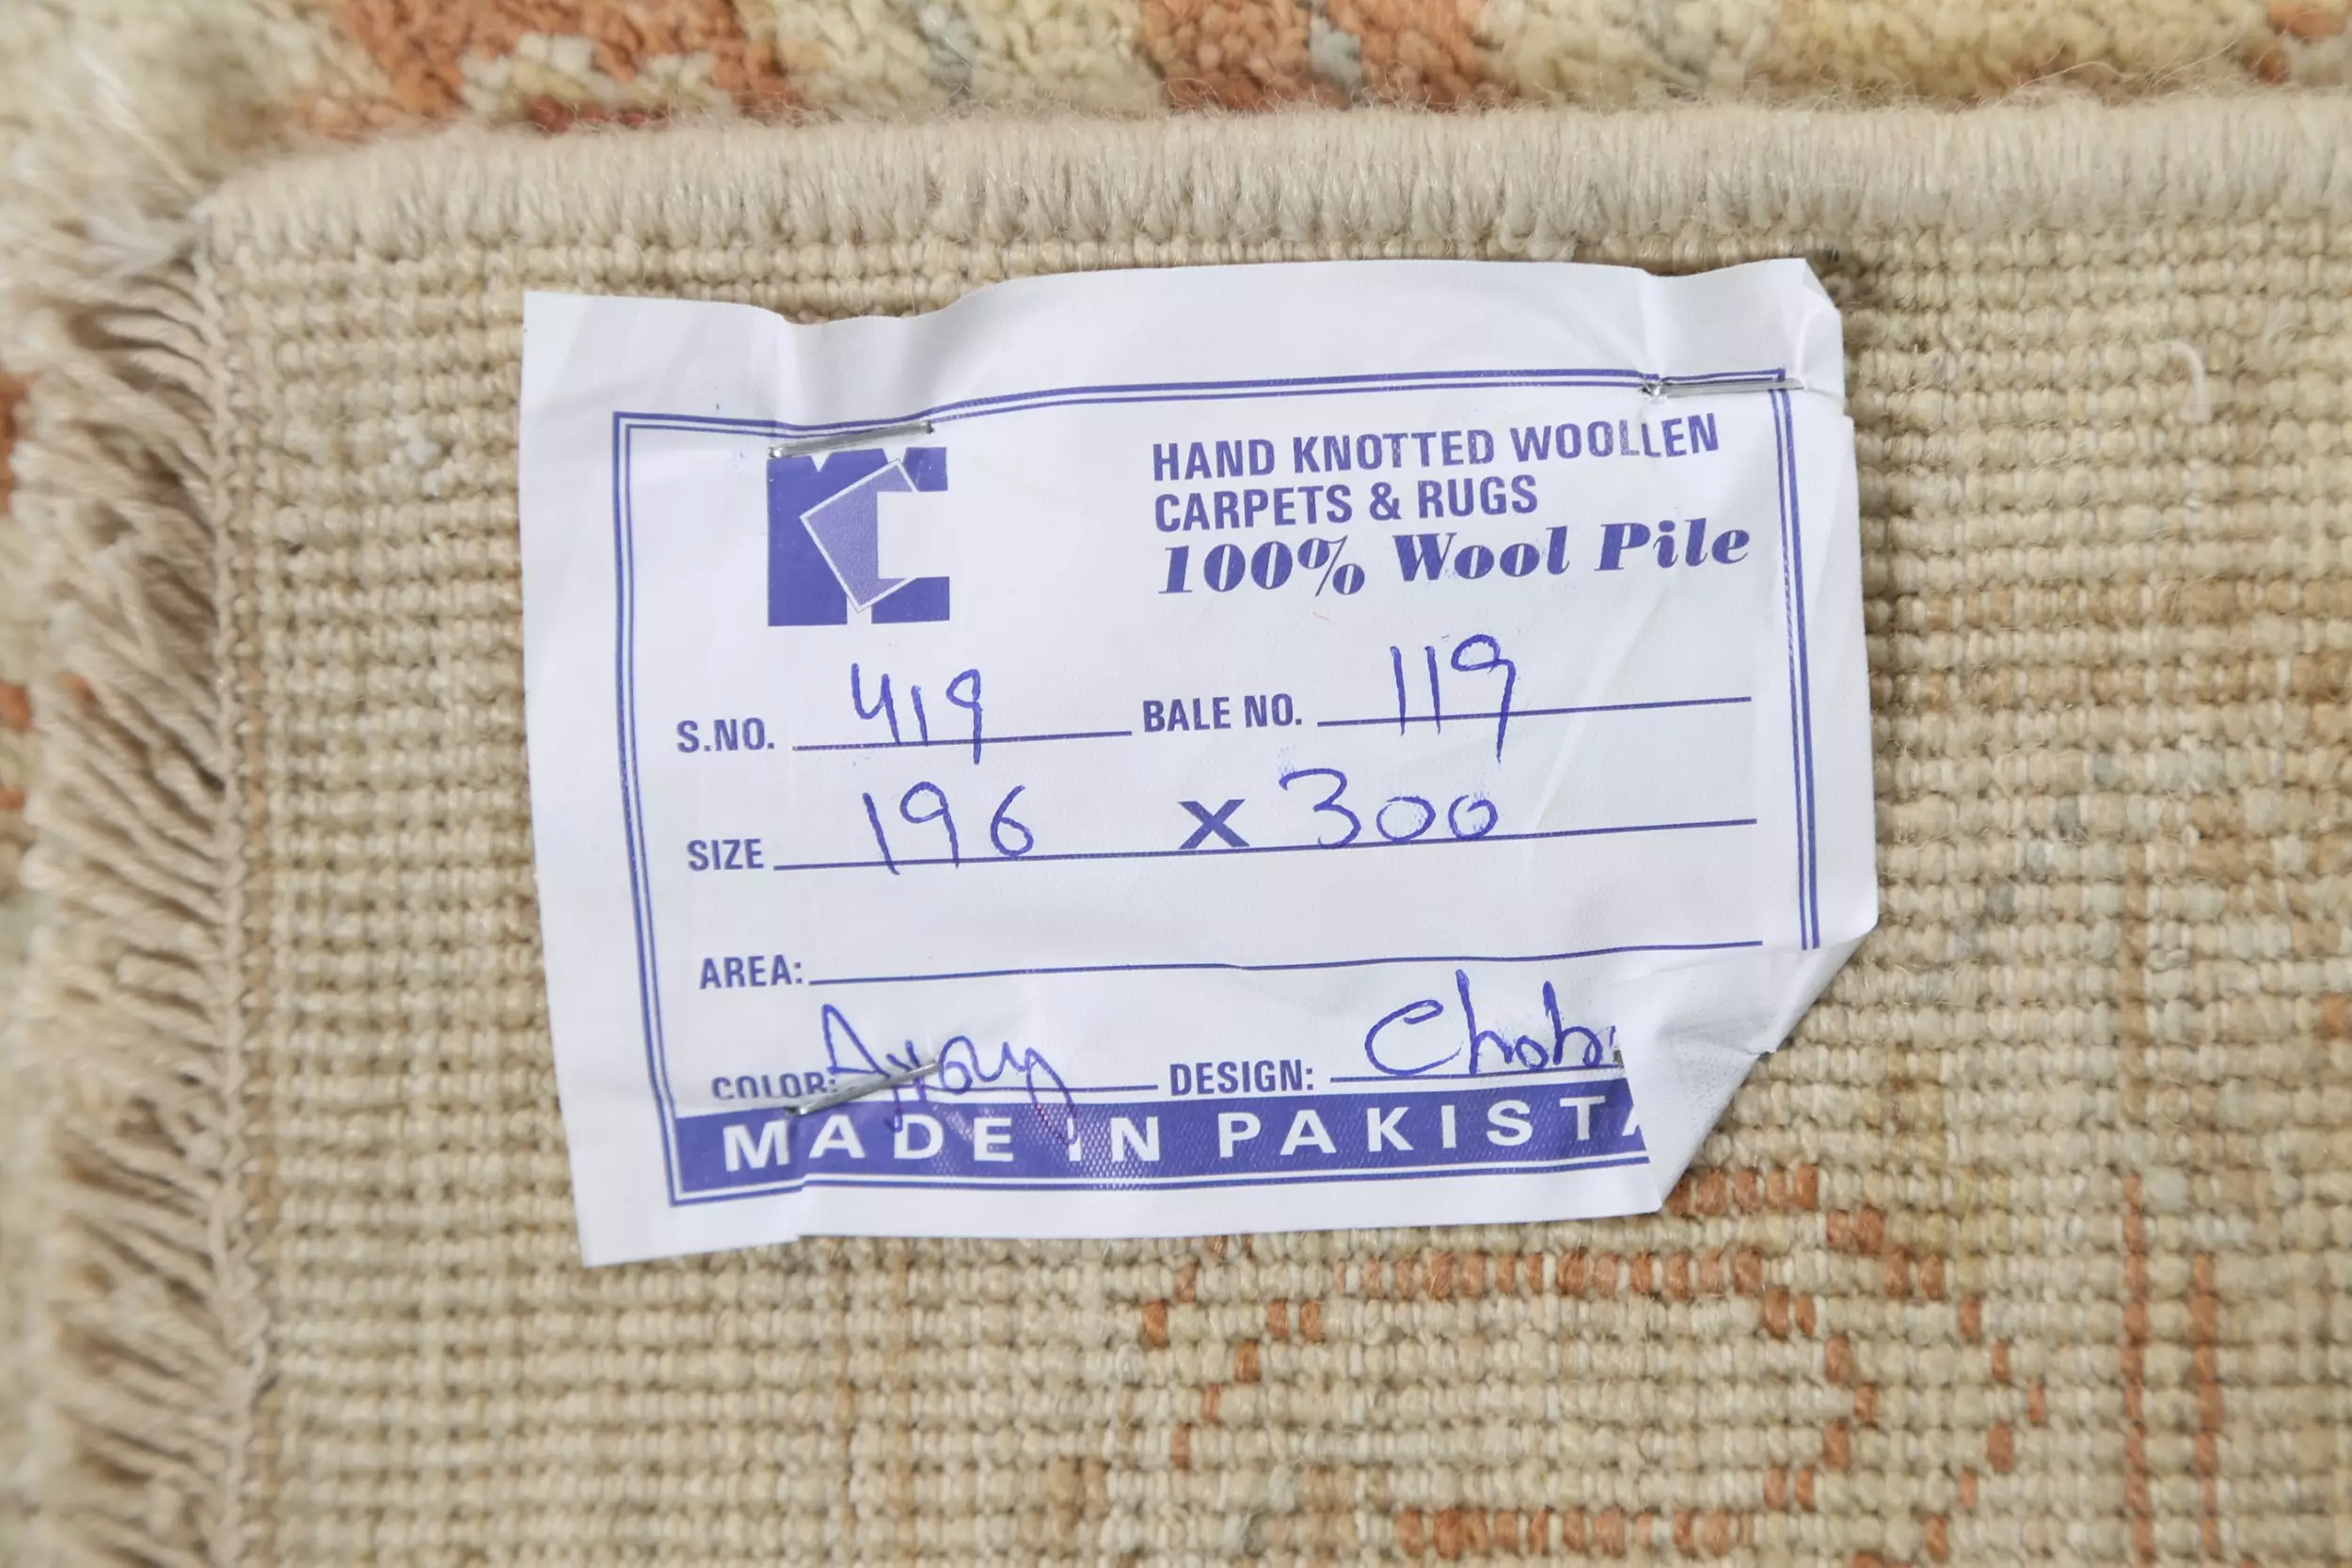 HAND KNOTTED WOOLLEN
CARPETS & RUGS
100% Wool Pile
S.NO. 419 BALE NO. 119
SIZE 196 X 300
AREA:
COLOR: DESIGN: Chob
MADE IN PAKISTA